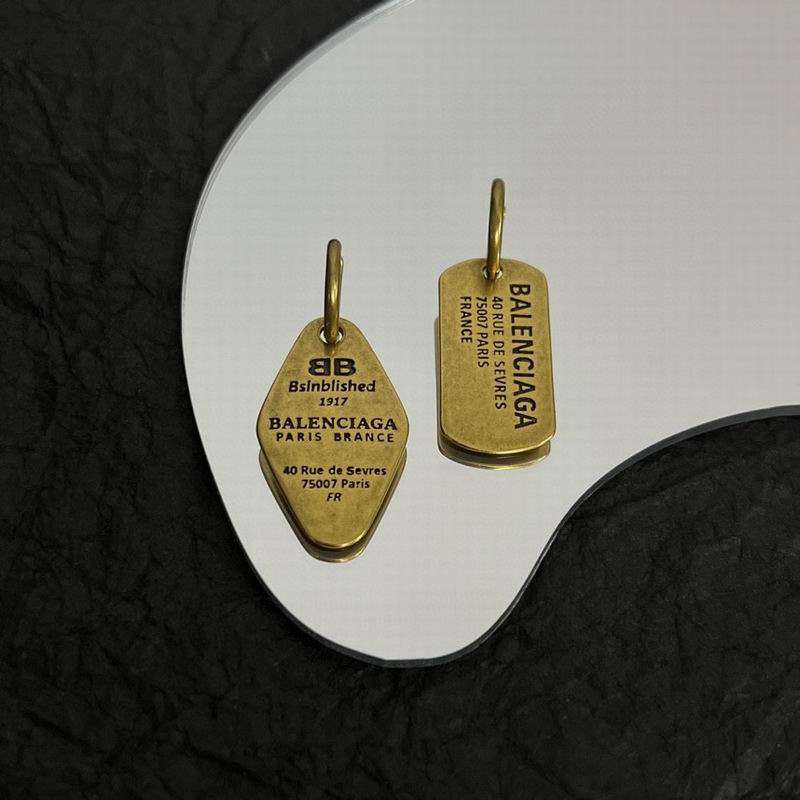 BB
Bsinblished
1917
BALENCIAGA
PARIS BRANCE
40 Rue de Sevres
75007 Paris
FR
BALENCIAGA
40 RUE DE SEVRES
75007 PARIS
FRANCE